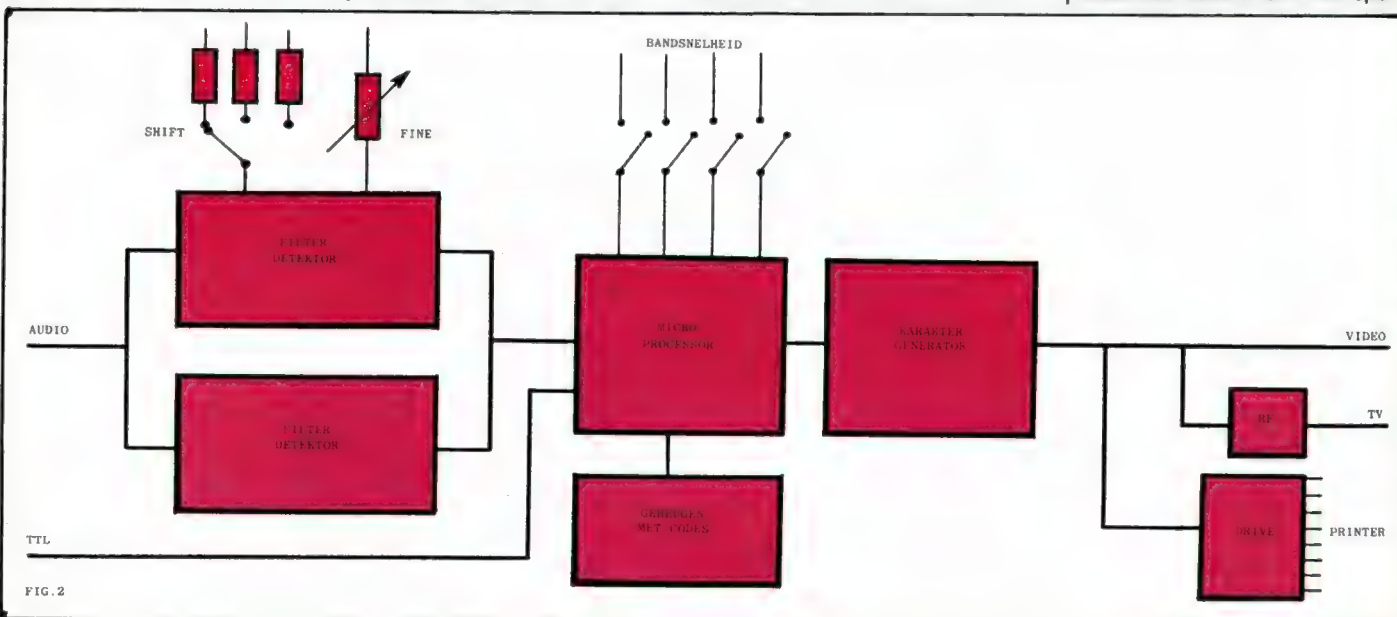 BANDSNELHEID
SHIFT
FINE
FILTER
DETEKTOR
AUDIO
MICRO
PROCESSOR
KARAKTER
GENERATOR
VIDEO
FILTER
DETEKTOR
RF
TV
GEHEUGEN
MET CODES
TTL
DRIVE
PRINTER
FIG.2